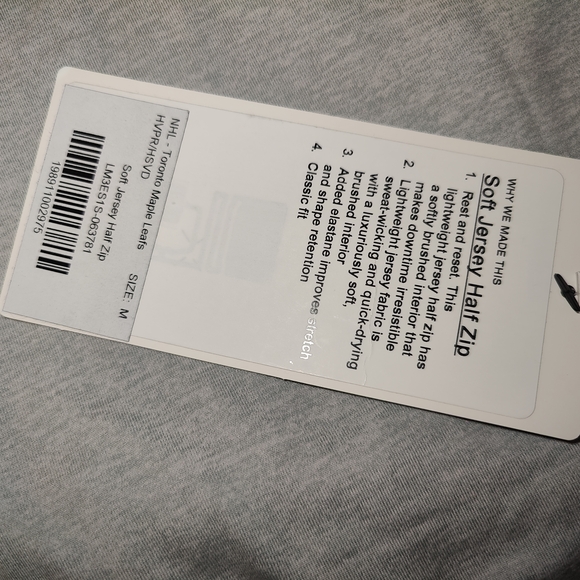 WHY WE MADE THIS
Soft Jersey Half Zip
1. Rest and reset. This
lightweight jersey half zip has
a softly brushed interior that
makes downtime irresistible
2. Lightweight jersey fabric is
sweat-wicking and quick-drying
with a luxuriously soft,
brushed interior
3. Added elastane improves stretch
and shape retention
4. Classic fit
NHL - Toronto Maple Leafs
HVPR/HSVD
SIZE: M
Soft Jersey Half Zip
LM3ES1S-063781
198911002975